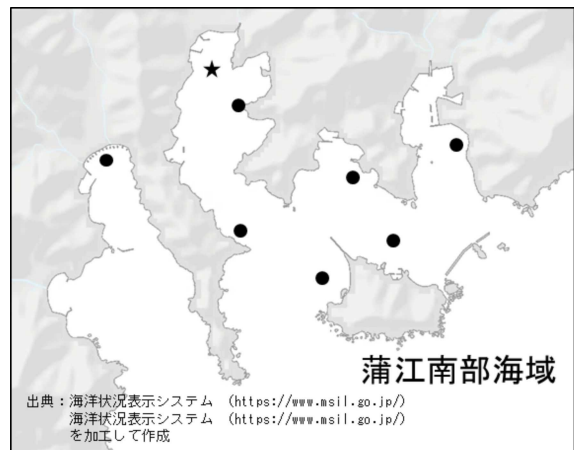 蒲江南部海域
出典：海洋状況表示システム （https://www.msil.go.jp/）
海洋状況表示システム （https://www.msil.go.jp/）
を加工して作成